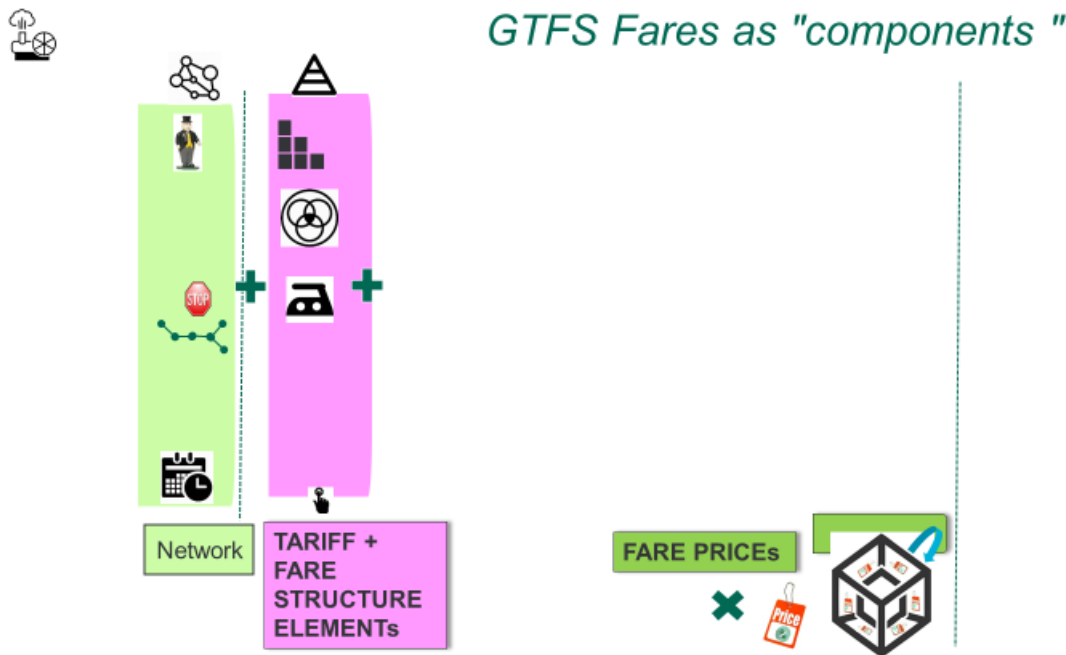 GTFS Fares as "components "
STOP
Network
TARIFF +
FARE
STRUCTURE
ELEMENTs
FARE PRICEs
Price